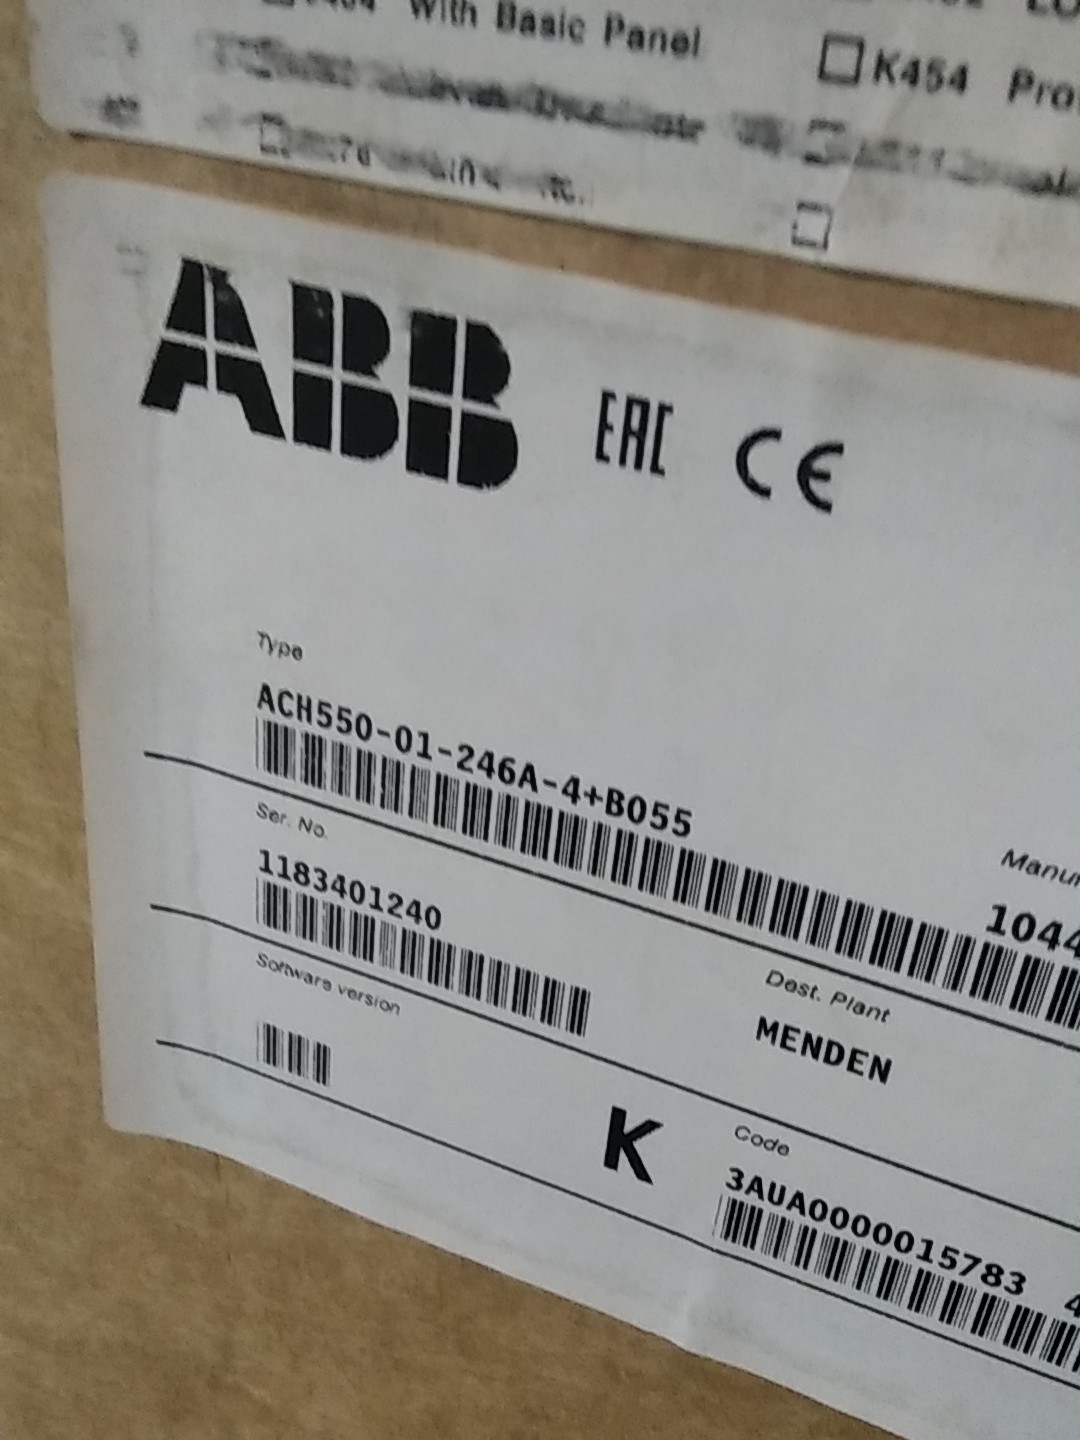 With Basic Panel
K454
ABB EAC CE
Type
ACH550-01-246A-4+B055
Ser. No.
1183401240
Dest. Plant
MENDEN
Software version
K
Code
3AUA0000015783